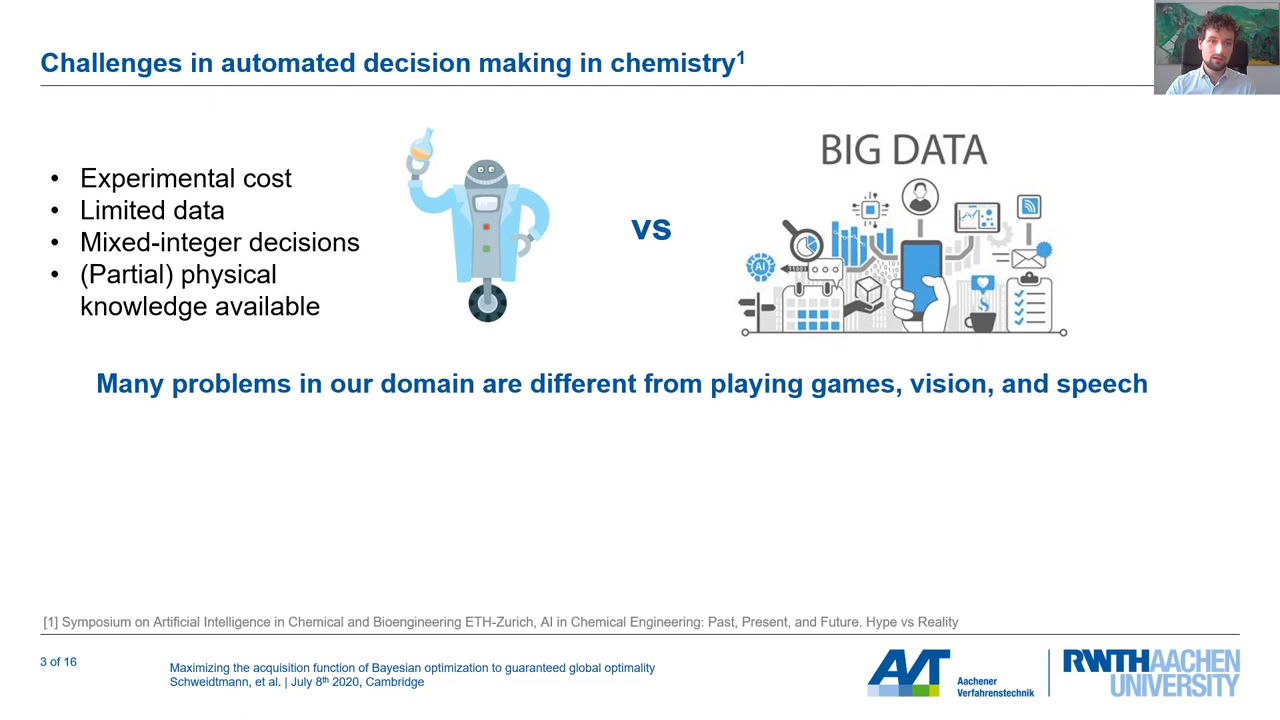 Challenges in automated decision making in chemistry1
• Experimental cost
• Limited data
• Mixed-integer decisions
• (Partial) physical
knowledge available
vs
BIG DATA
AI
11001
Many problems in our domain are different from playing games, vision, and speech
[1] Symposium on Artificial Intelligence in Chemical and Bioengineering ETH-Zurich, AI in Chemical Engineering: Past, Present, and Future. Hype vs Reality
3 of 16
Maximizing the acquisition function of Bayesian optimization to guaranteed global optimality
Schweidtmann, et al. | July 8th 2020, Cambridge
AVT
Aachener
Verfahrenstechnik
RWTH AACHEN
UNIVERSITY